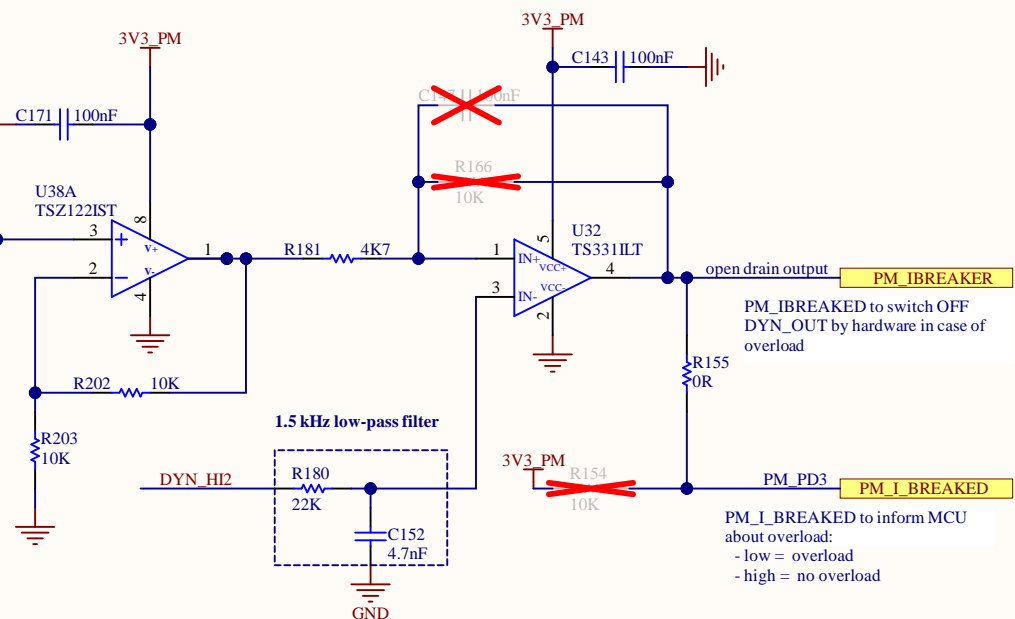 3V3_PM
3V3_PM
C143
100nF
C171
100nF
R166
10K
U38A
TSZ122IST
8
3
+
V+
1
2
−
V-
4
R181
4K7
U32
TS331ILT
5
1
IN+
VCC+
4
3
IN-
VCC-
2
open drain output
PM_IBREAKER
PM_IBREAKED to switch OFF
DYN_OUT by hardware in case of
overload
R155
0R
R202
10K
R203
10K
1.5 kHz low-pass filter
DYN_HI2
R180
22K
C152
4.7nF
GND
3V3_PM
R154
10K
PM_PD3
PM_I_BREAKED
PM_I_BREAKED to inform MCU
about overload:
- low = overload
- high = no overload